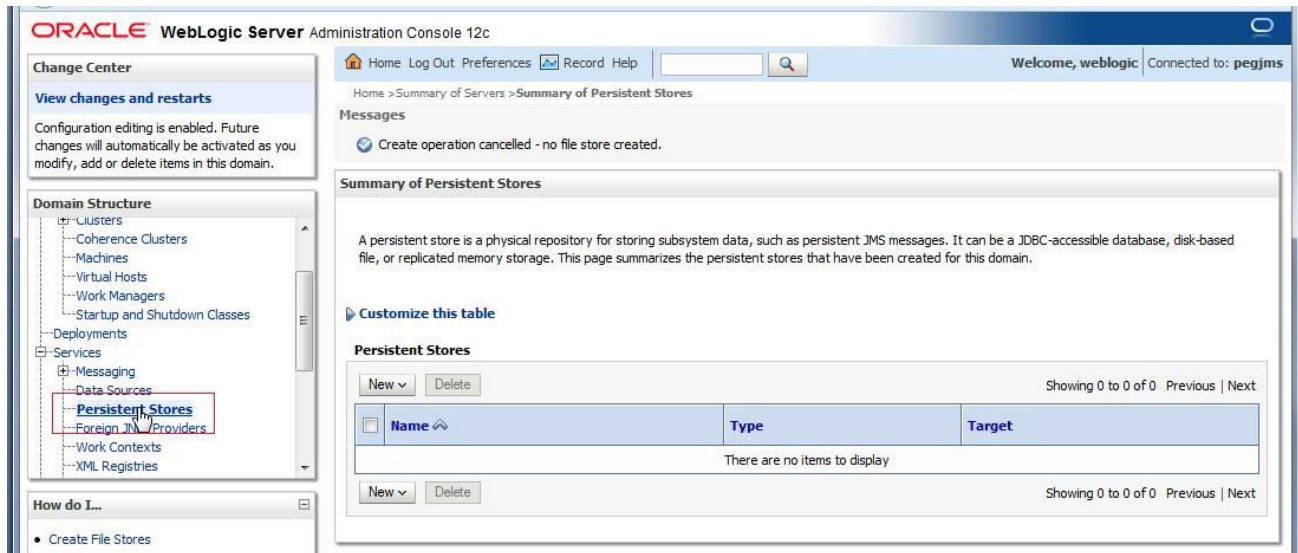 ORACLE WebLogic Server Administration Console 12c
Change Center
View changes and restarts
Configuration editing is enabled. Future
changes will automatically be activated as you
modify, add or delete items in this domain.
Domain Structure
Clusters
Coherence Clusters
Machines
Virtual Hosts
Work Managers
Startup and Shutdown Classes
Deployments
Services
Messaging
Data Sources
Persistent Stores
Foreign Providers
Work Contexts
XML Registries
How do I...
Create File Stores
Home Log Out Preferences Record Help
Welcome, weblogic Connected to: pegjms
Home >Summary of Servers >Summary of Persistent Stores
Messages
Create operation cancelled - no file store created.
Summary of Persistent Stores
A persistent store is a physical repository for storing subsystem data, such as persistent JMS messages. It can be a JDBC-accessible database, disk-based
file, or replicated memory storage. This page summarizes the persistent stores that have been created for this domain.
Customize this table
Persistent Stores
New Delete Showing 0 to 0 of 0 Previous | Next
Name Type Target
There are no items to display
New Delete Showing 0 to 0 of 0 Previous | Next